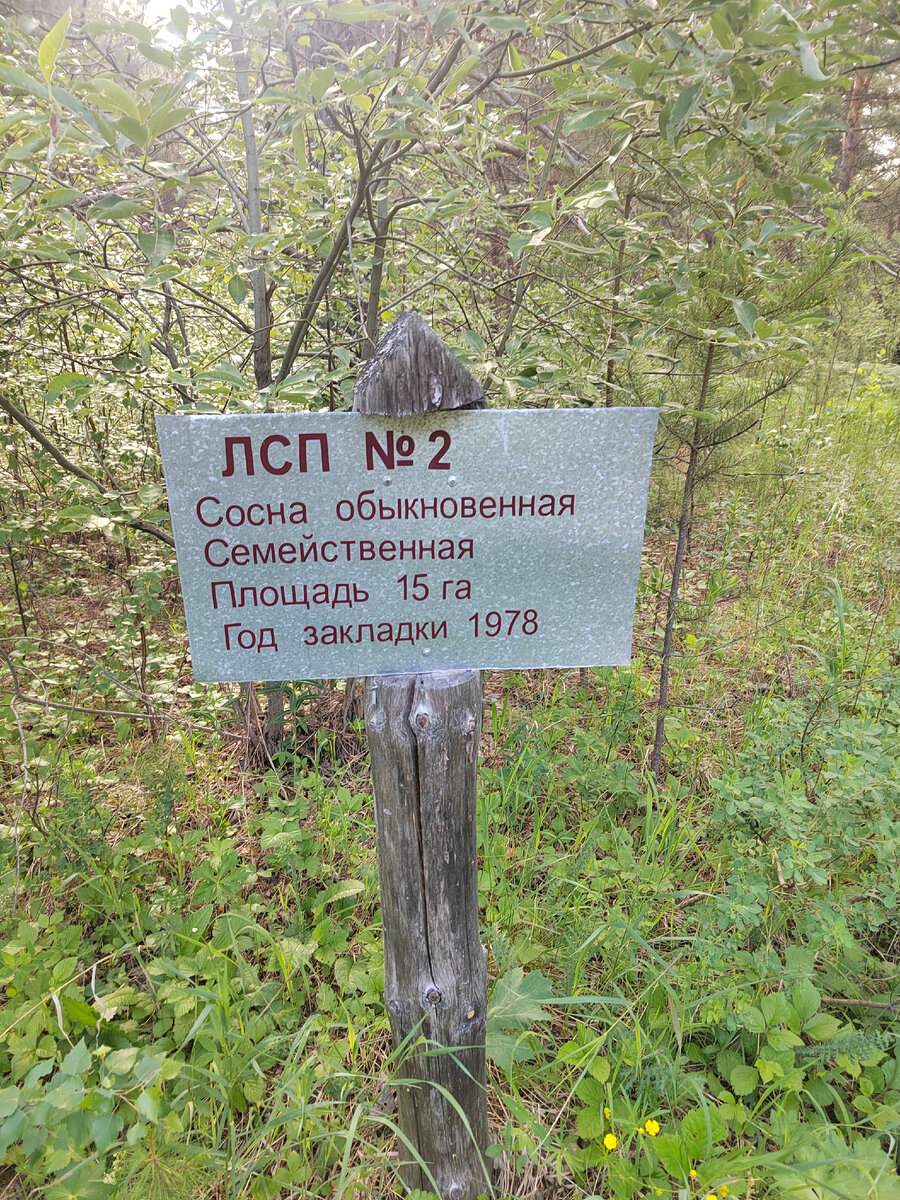 ЛСП № 2
Сосна обыкновенная
Семейственная
Площадь 15 га
Год закладки 1978